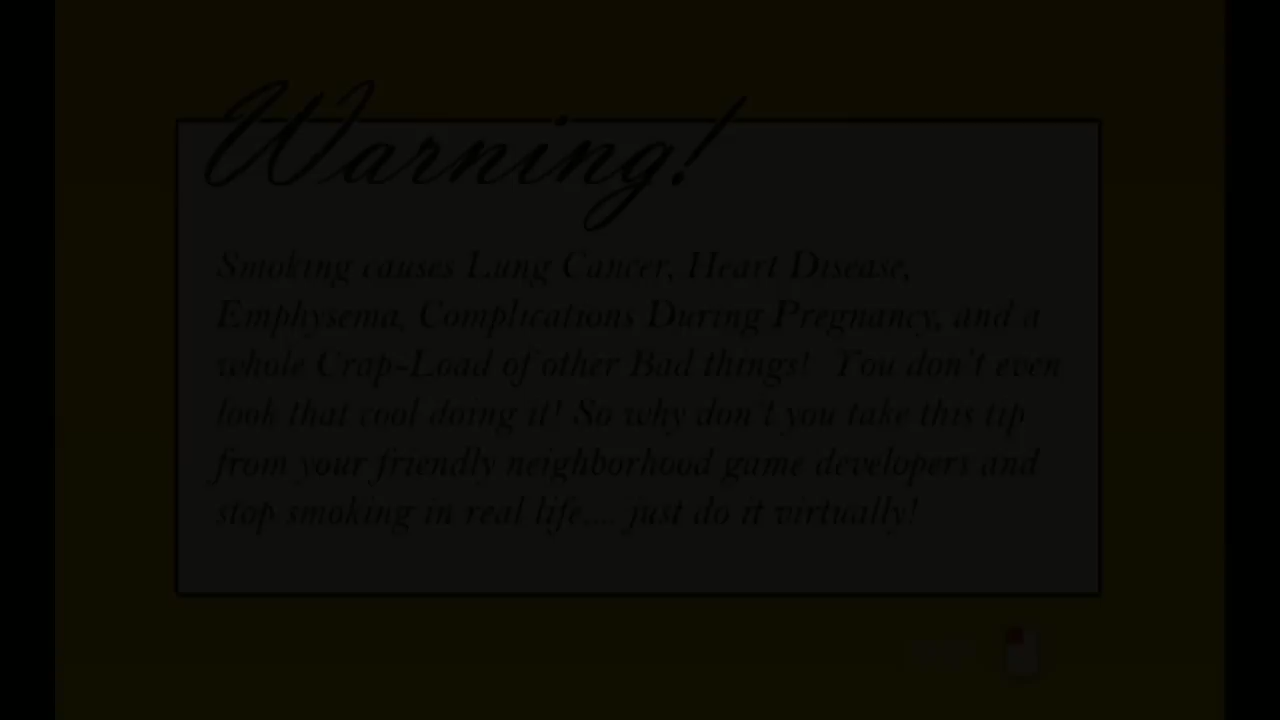 Warning!
Smoking causes Lung Cancer, Heart Disease,
Emphysema, Complications During Pregnancy, and a
whole Crap-Load of other Bad things! You don't even
look that cool doing it! So why don't you take this tip
from your friendly neighborhood game developers and
stop smoking in real life.... just do it virtually!